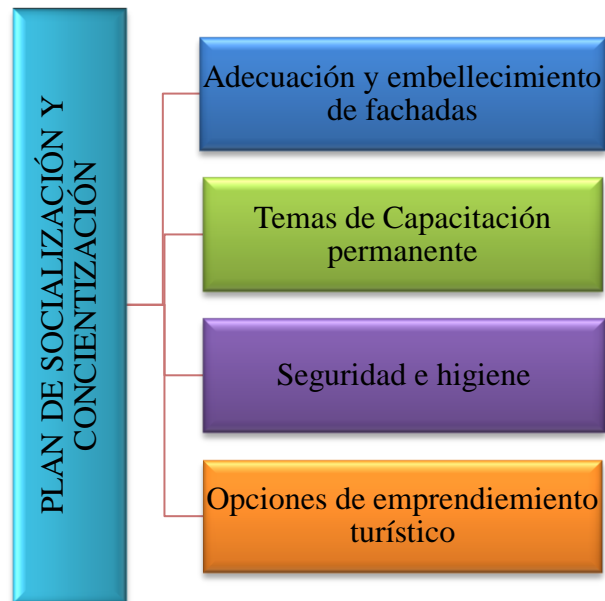 PLAN DE SOCIALIZACIÓN Y
CONCIENTIZACIÓN
Adecuación y embellecimiento
de fachadas
Temas de Capacitación
permanente
Seguridad e higiene
Opciones de emprendiemiento
turístico